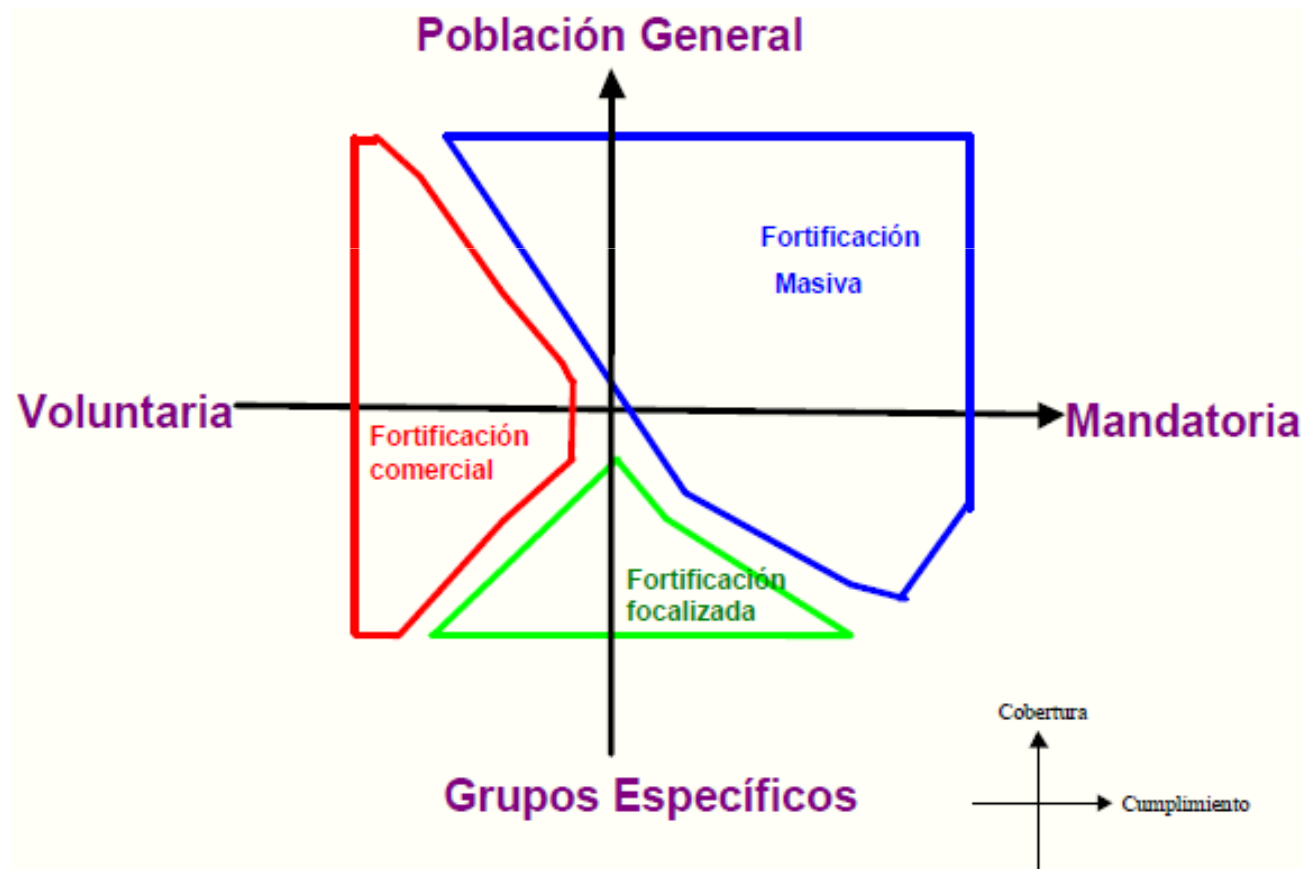 Población General
Fortificación
Masiva
Voluntaria
Mandatoria
Fortificación
comercial
Fortificación
focalizada
Cobertura
Grupos Específicos
Cumplimiento